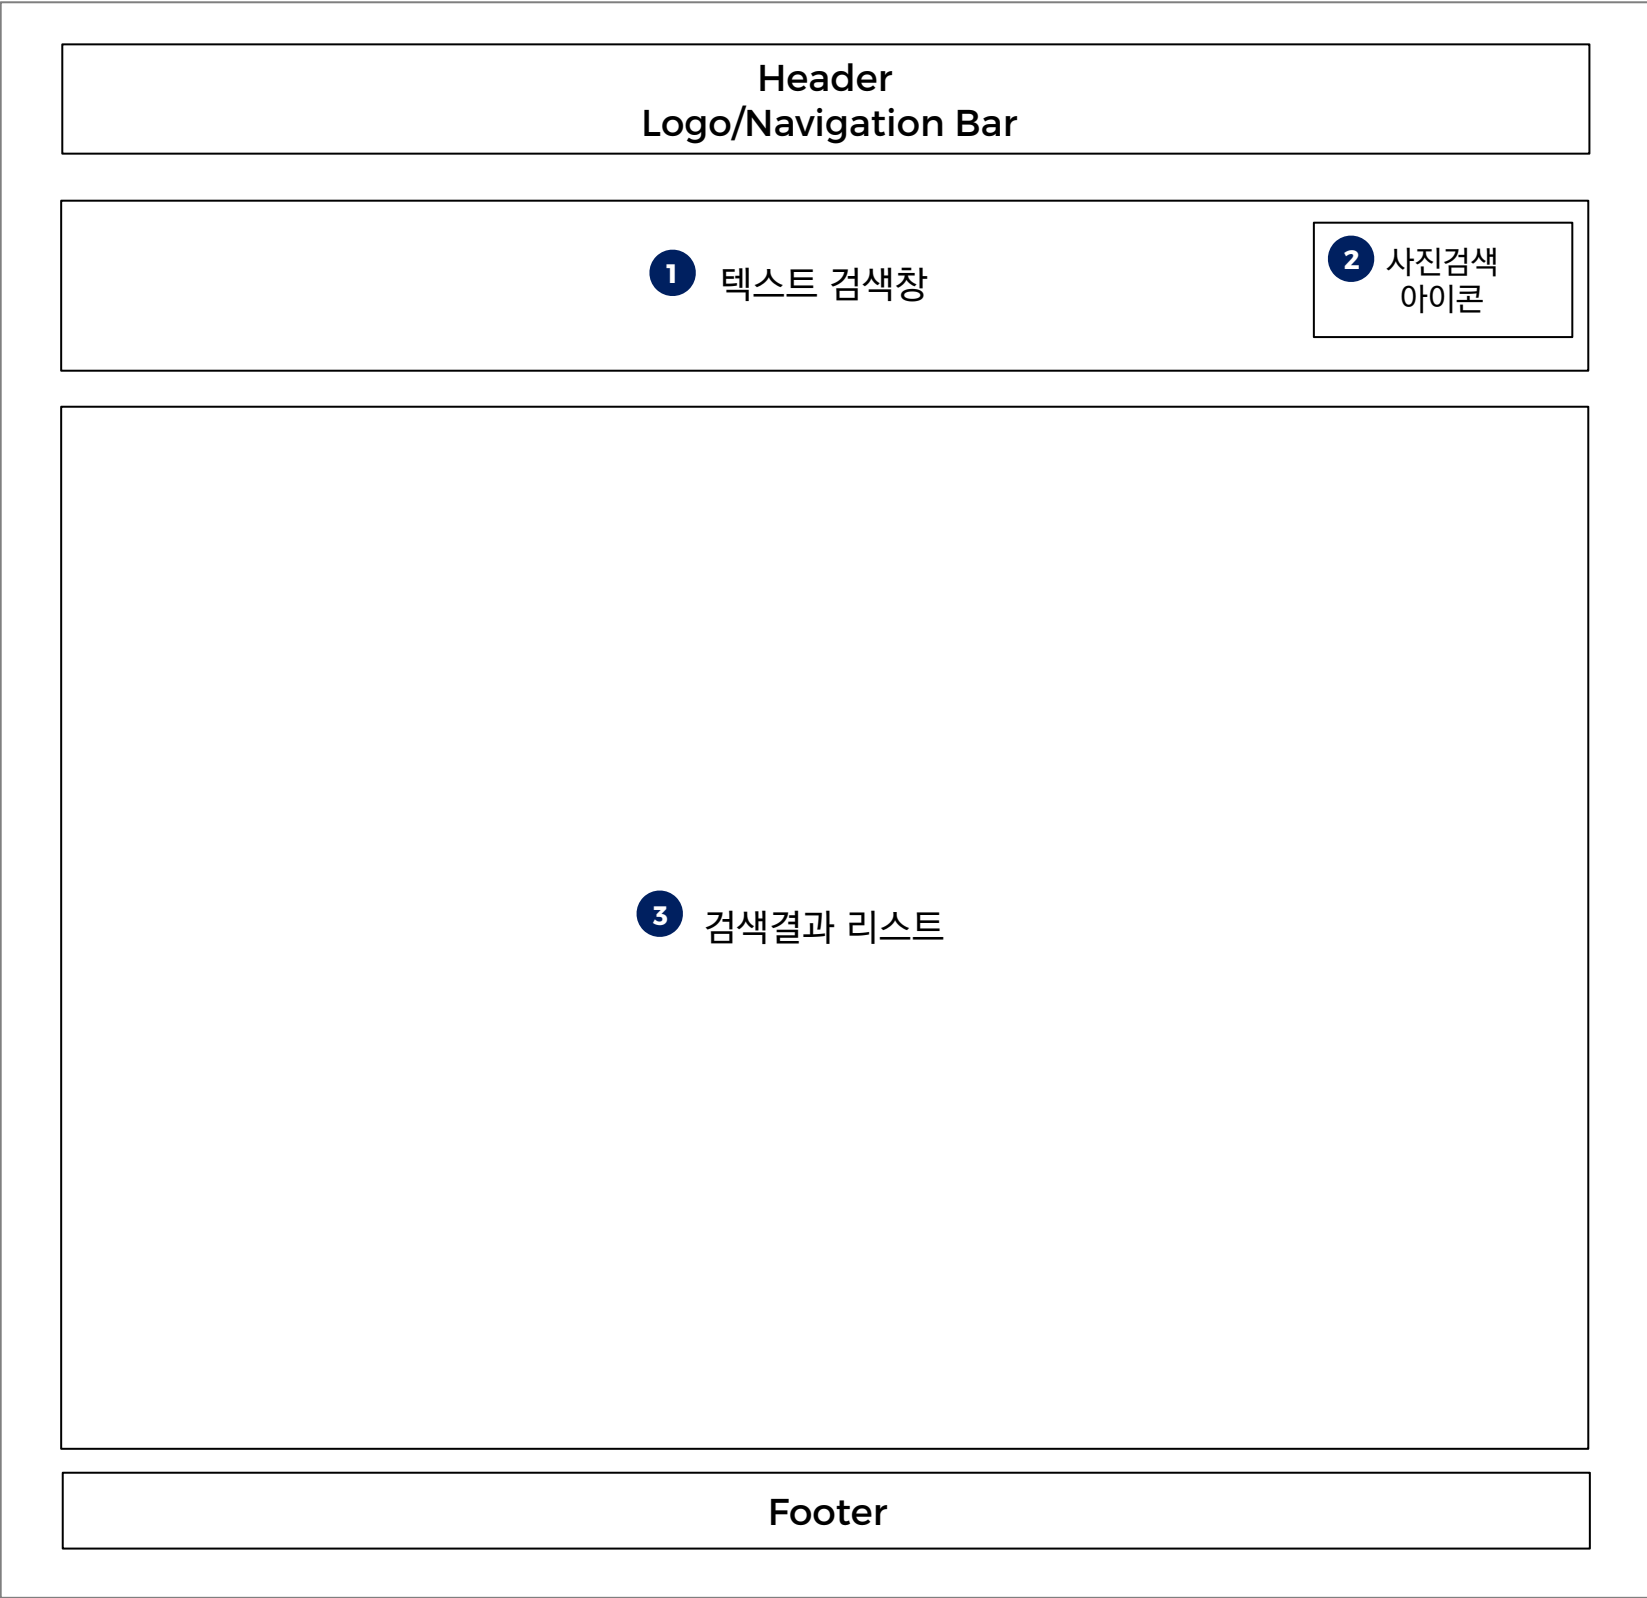 Header
Logo/Navigation Bar
1 텍스트 검색창
2 사진검색
아이콘
3 검색결과 리스트
Footer